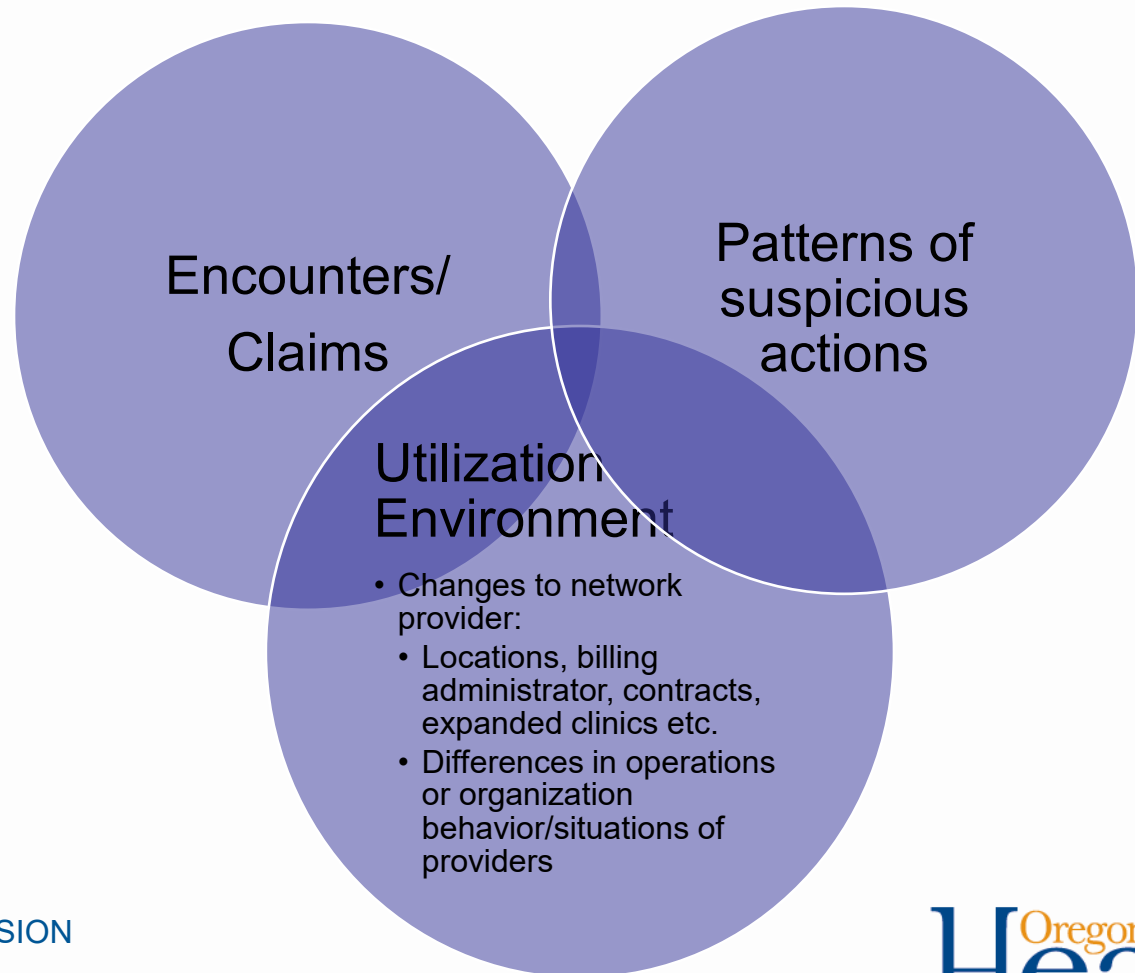 Encounters/
Claims
Patterns of
suspicious
actions
Utilization
Environment
• Changes to network
provider:
• Locations, billing
administrator, contracts,
expanded clinics etc.
• Differences in operations
or organization
behavior/situations of
providers
SION
Oregon